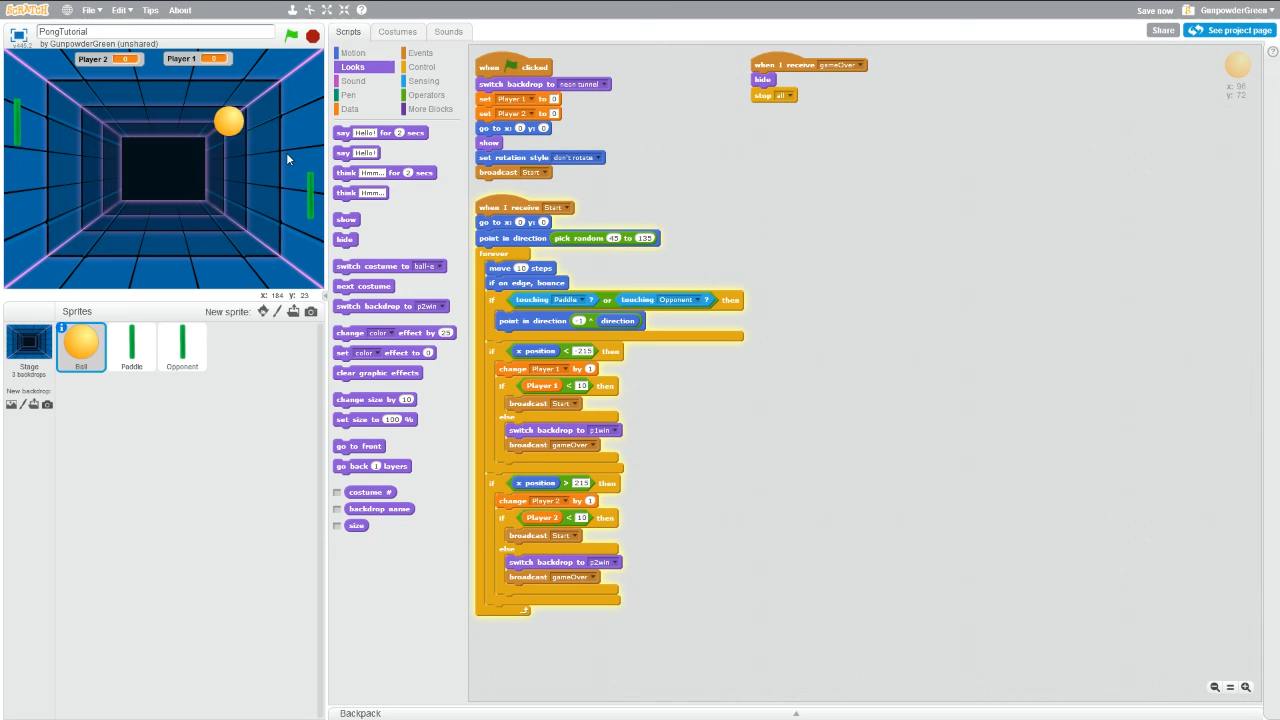 SCRATCH File Edit Tips About Save now GunpowderGreen
PongTutorial
v445.2 by GunpowderGreen (unshared)
Scripts Costumes Sounds Share See project page
Player 2 0 Player 1 0
Motion Events
Looks Control
Sound Sensing
Pen Operators
Data More Blocks
say Hello! for 2 secs
say Hello!
think Hmm... for 2 secs
think Hmm...
show
hide
switch costume to ball-a
next costume
switch backdrop to p2win
change color effect by 25
set color effect to 0
clear graphic effects
change size by 10
set size to 100 %
go to front
go back 1 layers
costume #
backdrop name
size
when clicked
switch backdrop to neon tunnel
set Player 1 to 0
set Player 2 to 0
go to x: 0 y: 0
show
set rotation style don't rotate
broadcast Start
when I receive Start
go to x: 0 y: 0
point in direction pick random 45 to 135
forever
move 10 steps
if on edge, bounce
if touching Paddle ? or touching Opponent ? then
point in direction -1 * direction
if x position < -215 then
change Player 1 by 1
if Player 1 < 10 then
broadcast Start
else
switch backdrop to p1win
broadcast gameOver
if x position > 215 then
change Player 2 by 1
if Player 2 < 10 then
broadcast Start
else
switch backdrop to p2win
broadcast gameOver
when I receive gameOver
hide
stop all
x: 96
y: 72
x: 184 y: 23
Sprites New sprite:
Stage
3 backdrops
New backdrop:
Ball
Paddle
Opponent
Backpack